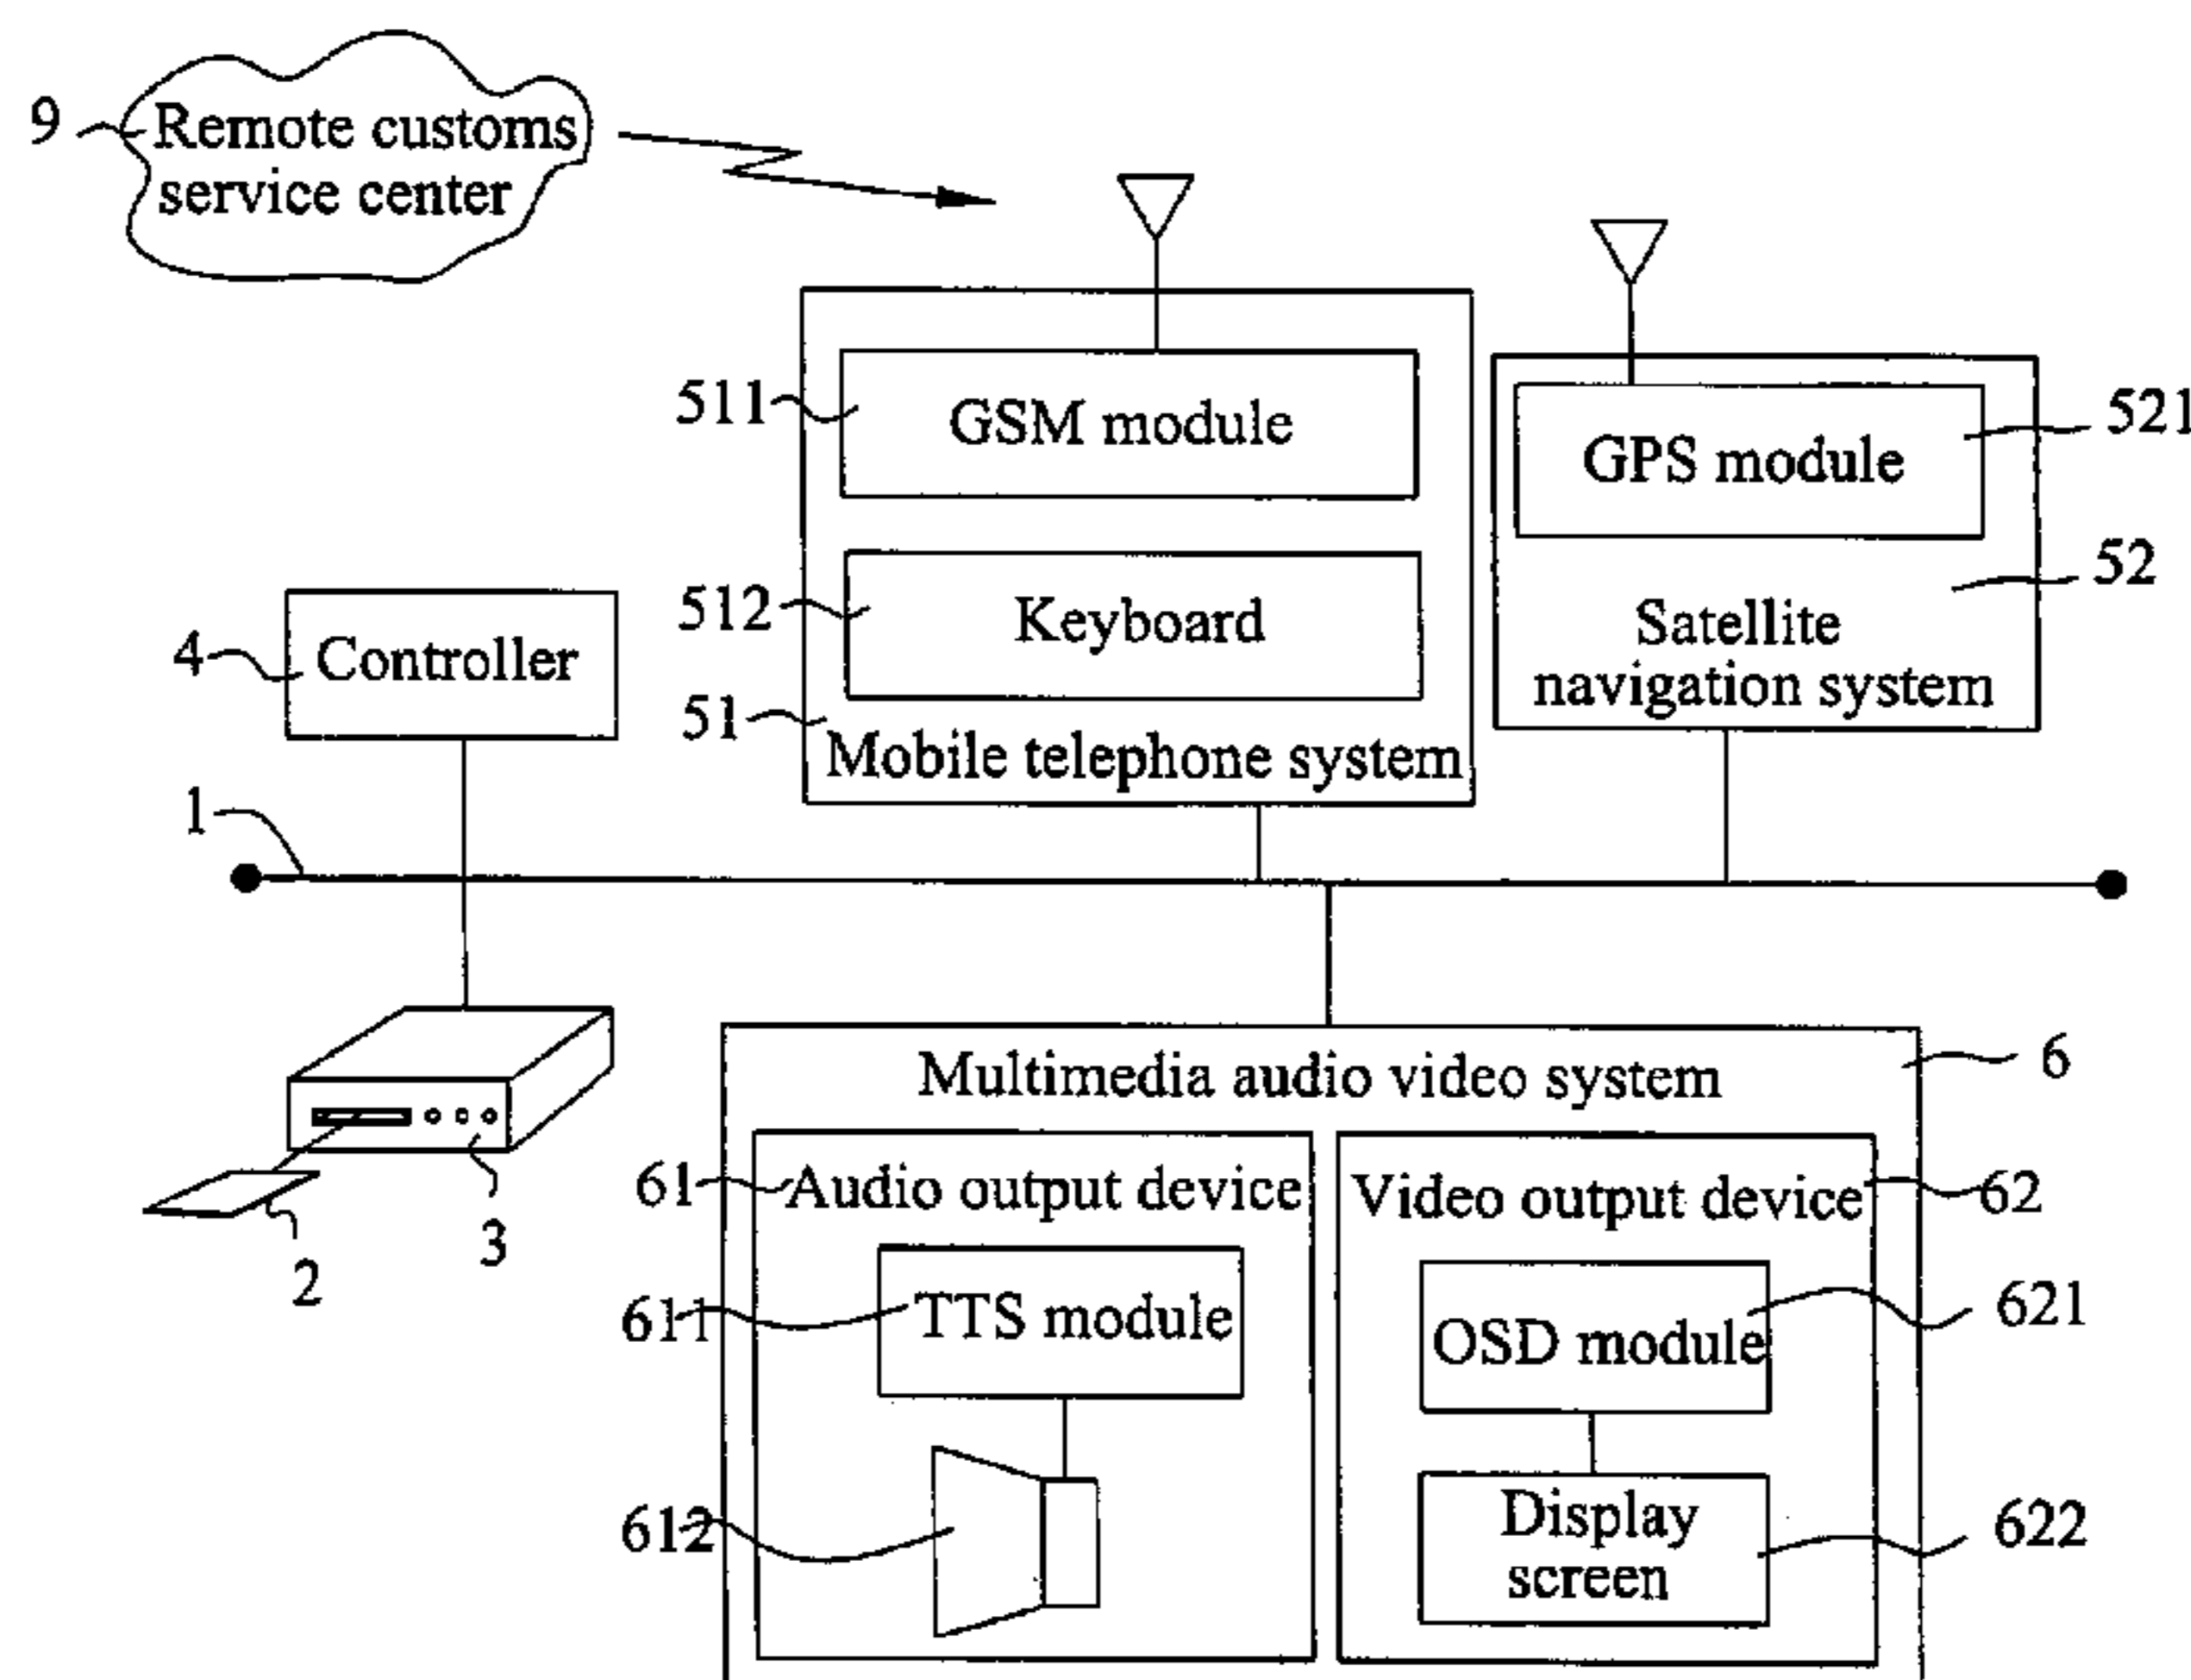 9
Remote customs
service center
511
GSM module
521
GPS module
512
Keyboard
52
Satellite
navigation system
4
Controller
51
Mobile telephone system
1
Multimedia audio video system
6
3
2
61
Audio output device
Video output device
62
611
TTS module
621
OSD module
612
Display
screen
622